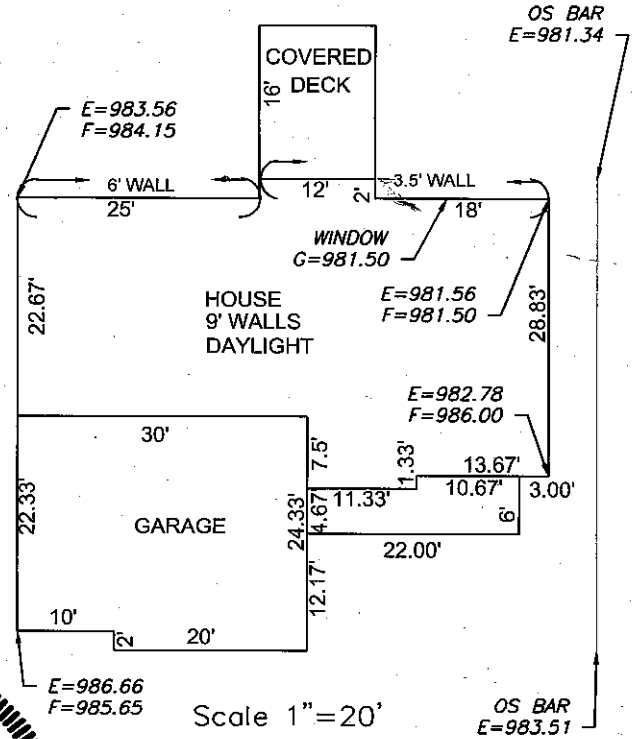 OS BAR
E=981.34
COVERED
DECK
16'
E=983.56
F=984.15
6' WALL
25'
12'
2'
3.5' WALL
18'
WINDOW
G=981.50
E=981.56
F=981.50
22.67'
HOUSE
9' WALLS
DAYLIGHT
28.83'
E=982.78
F=986.00
30'
7.5'
1.33'
13.67'
11.33'
10.67'
3.00'
22.33'
GARAGE
24.33'
4.67'
6'
22.00'
12.17'
10'
2'
20'
E=986.66
F=985.65
Scale 1"=20'
OS BAR
E=983.51